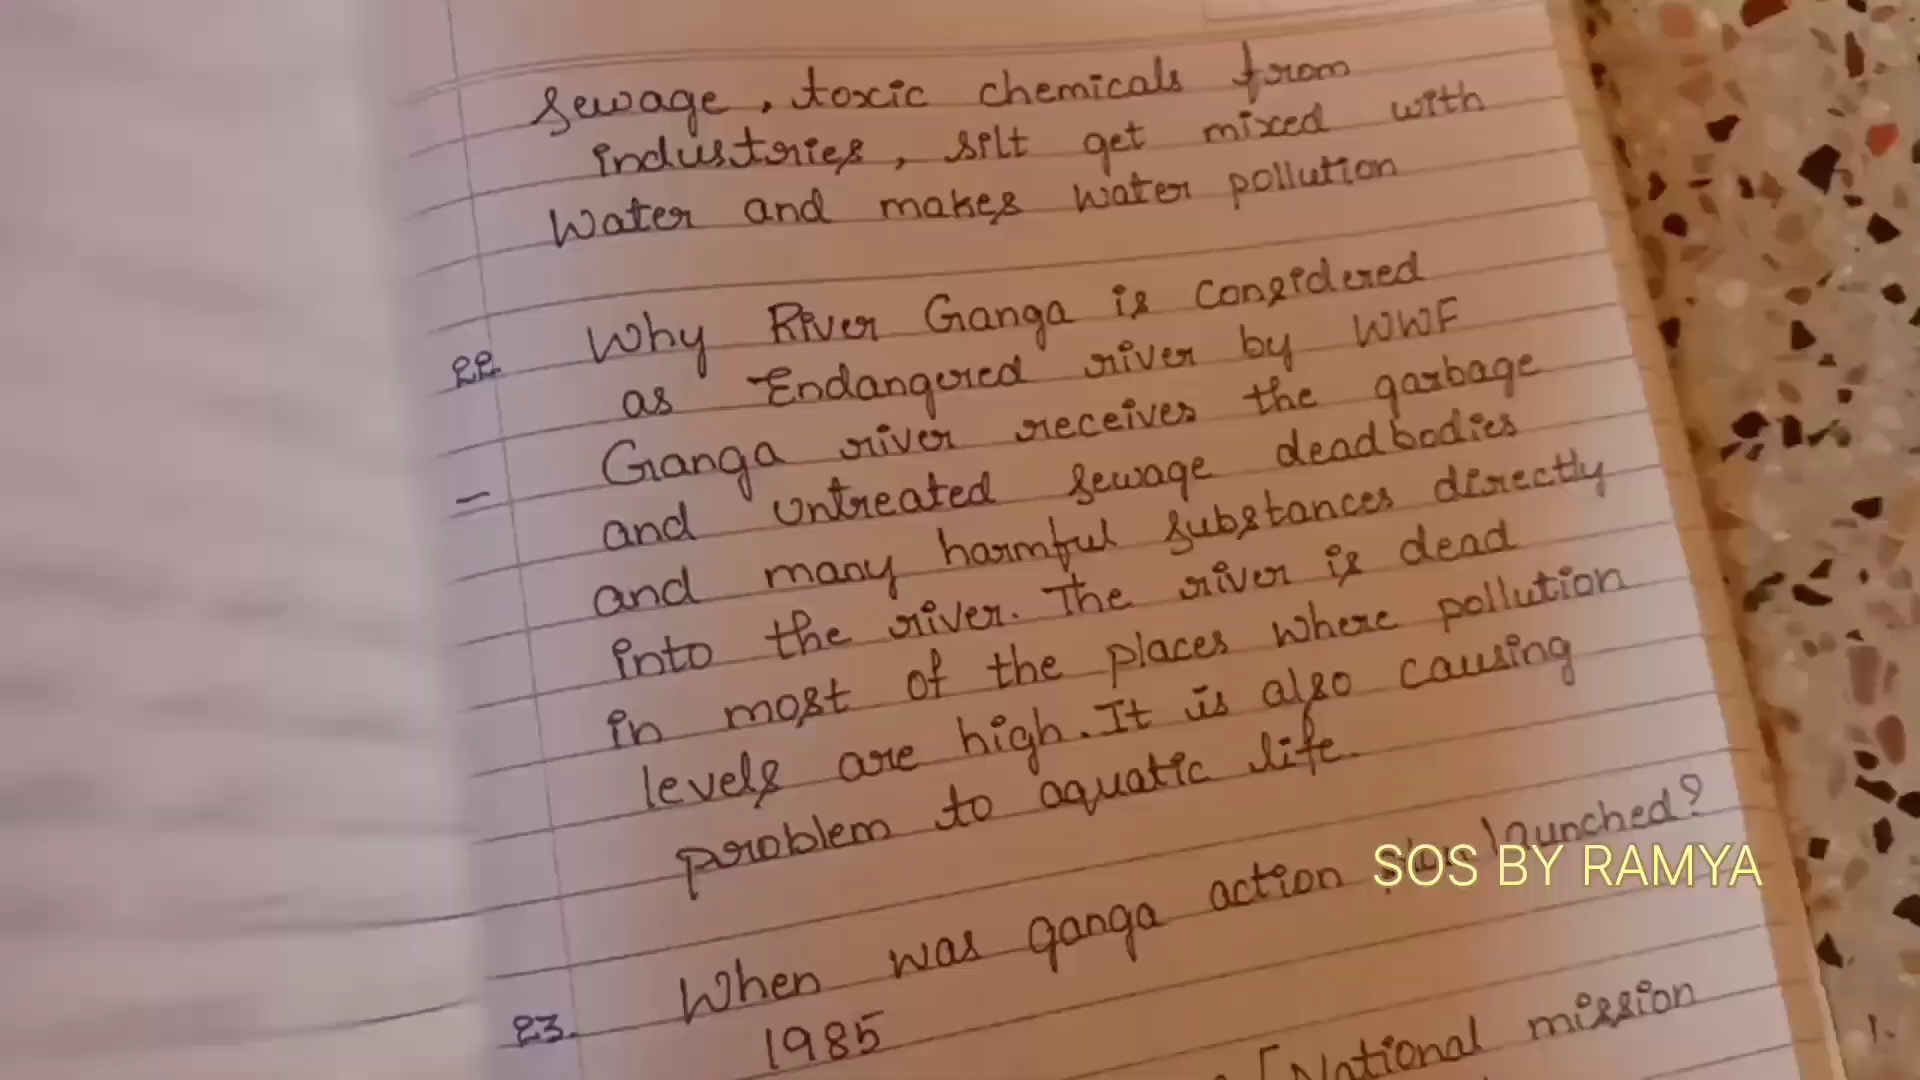 sewage, toxic chemicals from
industries, silt get mixed with
Water and makes water pollution
22. Why River Ganga is considered
as Endangered river by WWF
- Ganga river receives the garbage
and untreated sewage deadbodies
and many harmful substances directly
into the river. The river is dead
in most of the places where pollution
levels are high. It is also causing
problem to aquatic life.
23. When was ganga action launched?
SOS BY RAMYA
1985
[National mission